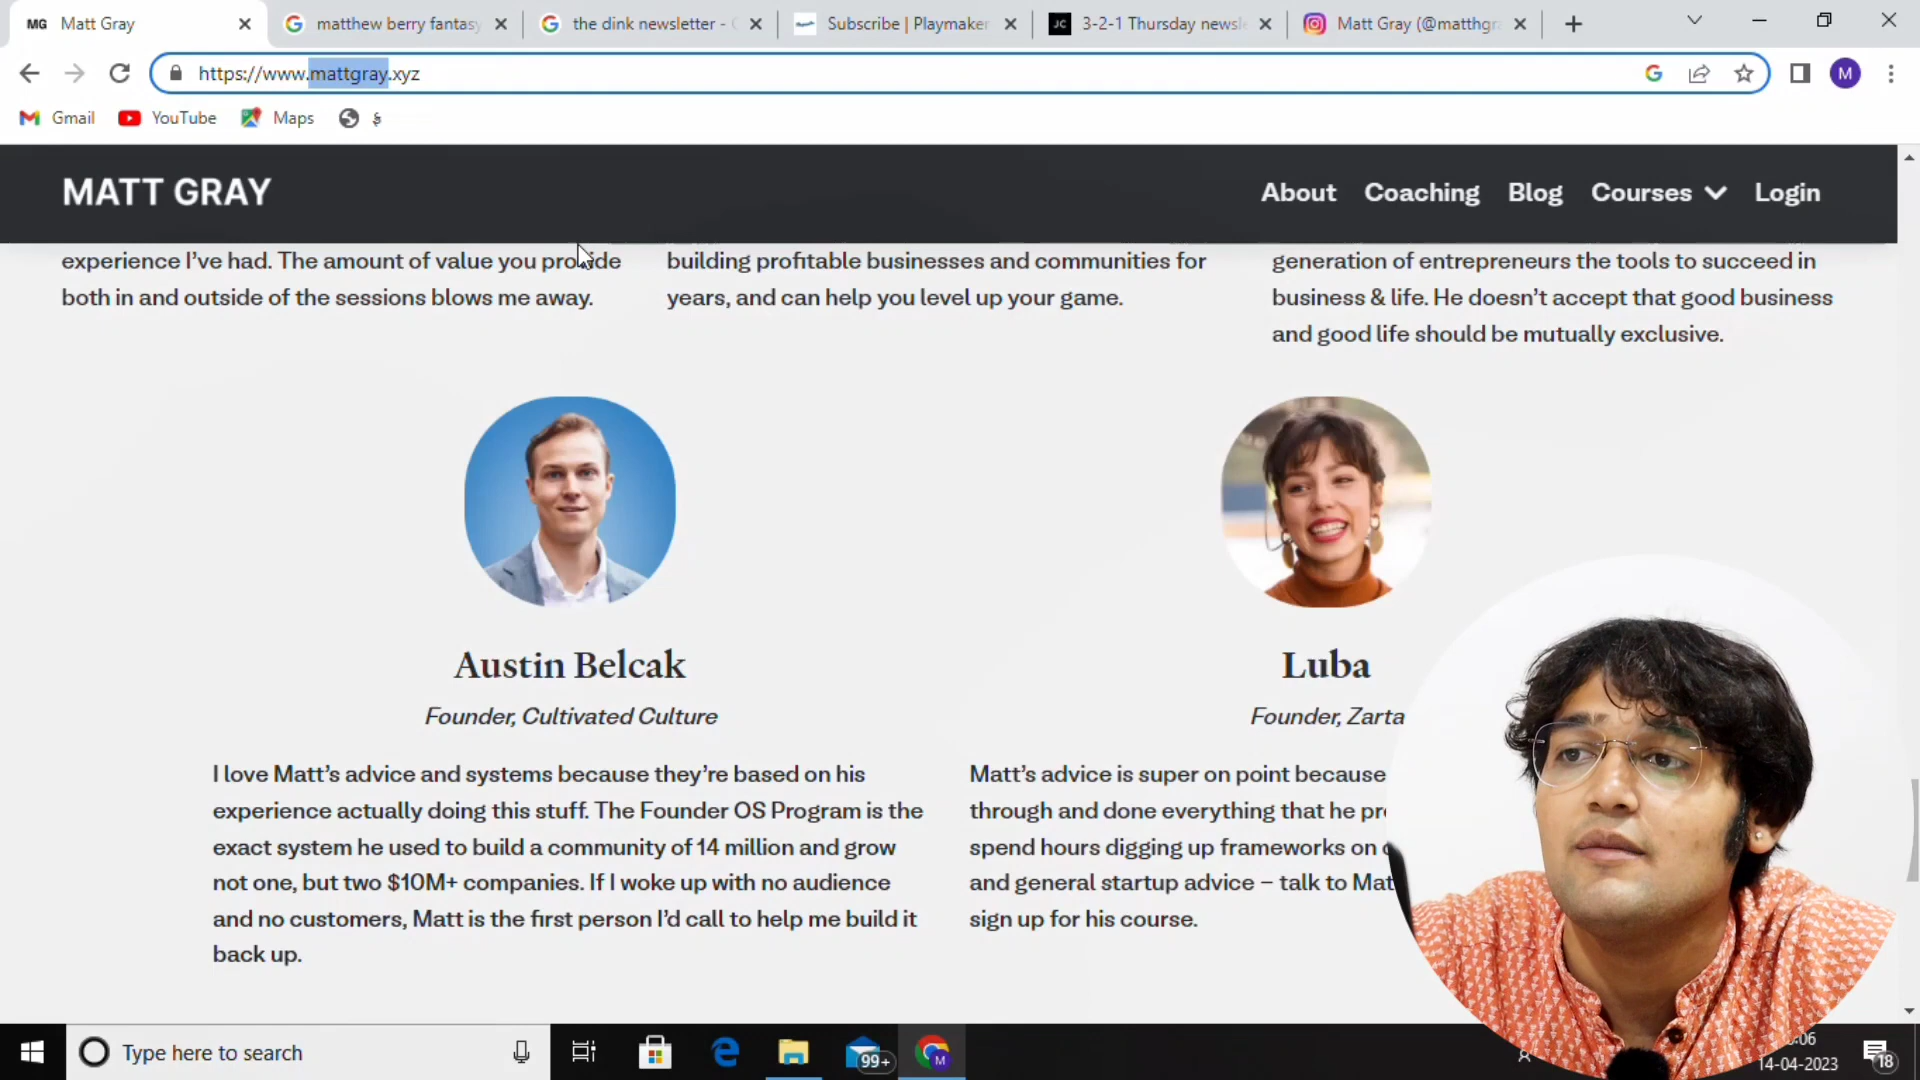 MG Matt Gray
matthew berry fantasy
the dink newsletter -
Subscribe | Playmaker
JC 3-2-1 Thursday newsle
Matt Gray (@matthgra
https://www.mattgray.xyz
M
Gmail YouTube Maps
MATT GRAY
About Coaching Blog Courses Login
experience I've had. The amount of value you provide
both in and outside of the sessions blows me away.
building profitable businesses and communities for
years, and can help you level up your game.
generation of entrepreneurs the tools to succeed in
business & life. He doesn't accept that good business
and good life should be mutually exclusive.
Austin Belcak
Founder, Cultivated Culture
I love Matt's advice and systems because they're based on his
experience actually doing this stuff. The Founder OS Program is the
exact system he used to build a community of 14 million and grow
not one, but two $10M+ companies. If I woke up with no audience
and no customers, Matt is the first person I'd call to help me build it
back up.
Luba
Founder, Zarta
Matt's advice is super on point because
through and done everything that he
spend hours digging up frameworks on
and general startup advice – talk to Mat
sign up for his course.
Type here to search
99+
M
:06
14-04-2023
18